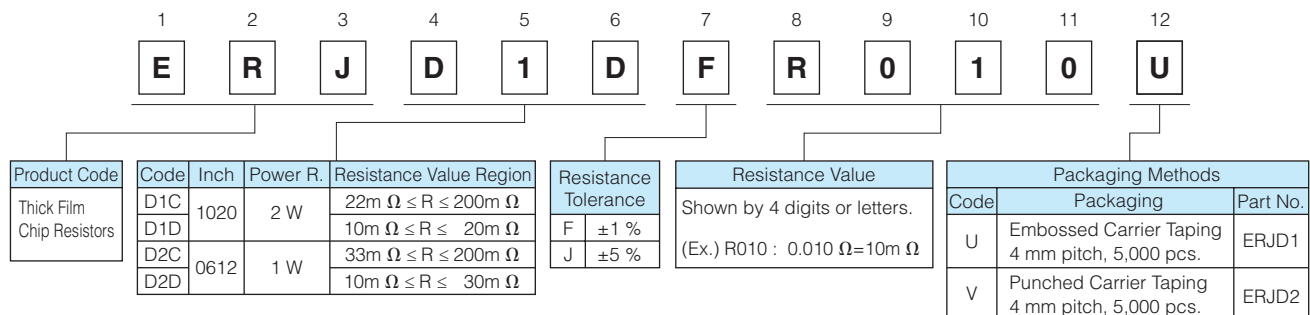 1 2 3 4 5 6 7 8 9 10 11 12
E R J D 1 D F R 0 1 0 U
Product Code
Thick Film
Chip Resistors
Code Inch Power R. Resistance Value Region
D1C 1020 2 W 22m Ω ≤ R ≤ 200m Ω
D1D 10m Ω ≤ R ≤ 20m Ω
D2C 0612 1 W 33m Ω ≤ R ≤ 200m Ω
D2D 10m Ω ≤ R ≤ 30m Ω
Resistance
Tolerance
F ±1 %
J ±5 %
Resistance Value
Shown by 4 digits or letters.
(Ex.) R010 : 0.010 Ω=10m Ω
Packaging Methods
Code Packaging Part No.
U Embossed Carrier Taping
4 mm pitch, 5,000 pcs. ERJD1
V Punched Carrier Taping
4 mm pitch, 5,000 pcs. ERJD2